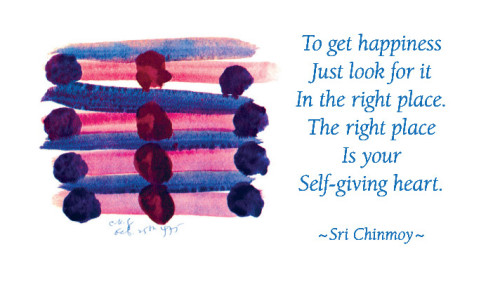 To get happiness
Just look for it
In the right place.
The right place
Is your
Self-giving heart.
~Sri Chinmoy~